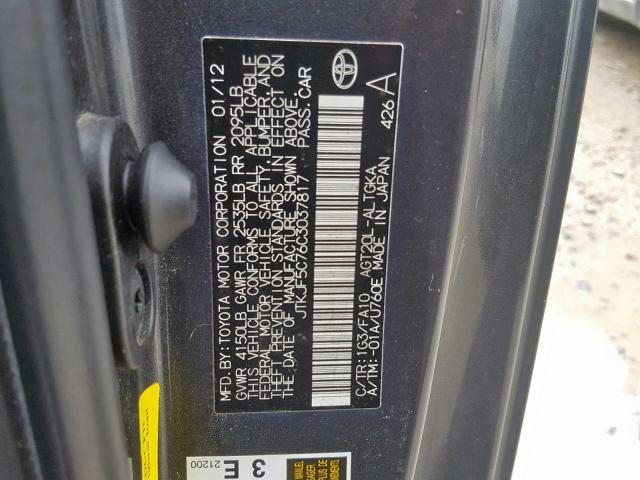 MFD.BY:TOYOTA MOTOR CORPORATION 01/12
GVWR 4150LB GAWR FR 2535LB RR 2095LB
THIS VEHICLE CONFORMS TO ALL APPLICABLE
FEDERAL MOTOR VEHICLE SAFETY, BUMPER, AND
THEFT PREVENTION STANDARDS IN EFFECT ON
THE DATE OF MANUFACTURE SHOWN ABOVE.
JTKJF5C76C3037817 PASS.CAR
C/TR:1G3/FA10 AGT20L-ALTGKA
A/TM:-01A/U760E MADE IN JAPAN
426 A
3E
21200
MANUEL